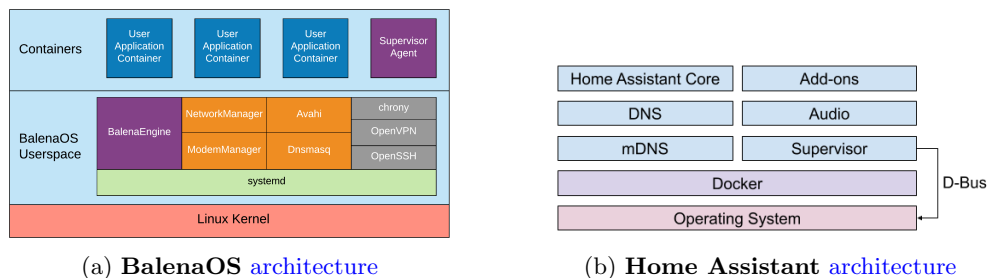 Containers
User
Application
Container
User
Application
Container
User
Application
Container
Supervisor
Agent
BalenaOS
Userspace
BalenaEngine
NetworkManager
Avahi
chrony
OpenVPN
ModemManager
Dnsmasq
OpenSSH
systemd
Linux Kernel
(a) BalenaOS architecture
Home Assistant Core
Add-ons
DNS
Audio
mDNS
Supervisor
Docker
D-Bus
Operating System
(b) Home Assistant architecture